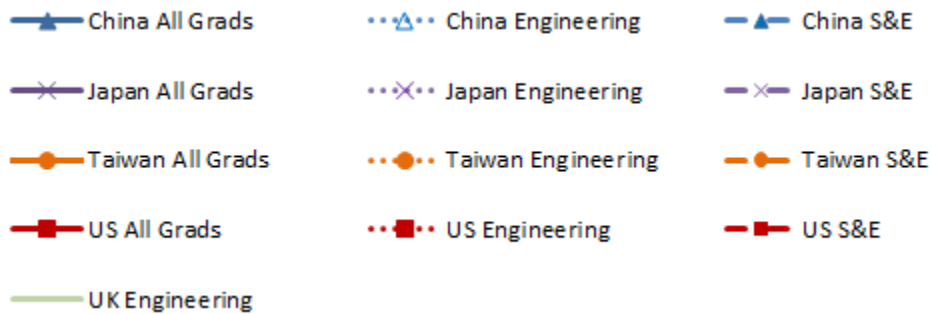 China All Grads China Engineering China S&E
Japan All Grads Japan Engineering Japan S&E
Taiwan All Grads Taiwan Engineering Taiwan S&E
US All Grads US Engineering US S&E
UK Engineering